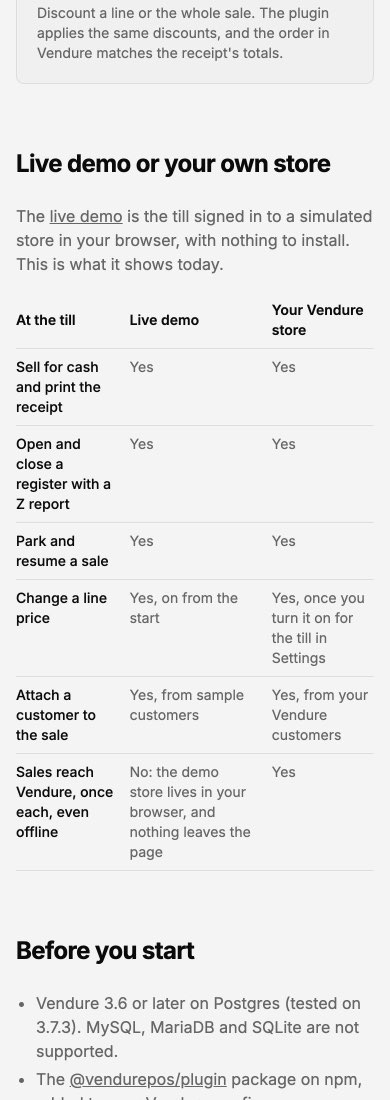 Discount a line or the whole sale. The plugin
applies the same discounts, and the order in
Vendure matches the receipt's totals.
Live demo or your own store
The live demo is the till signed in to a simulated
store in your browser, with nothing to install.
This is what it shows today.
At the till
Live demo
Your Vendure
store
Sell for cash
and print the
receipt
Yes
Yes
Open and
close a
register with a
Z report
Yes
Yes
Park and
resume a sale
Yes
Yes
Change a line
price
Yes, on from the
start
Yes, once you
turn it on for
the till in
Settings
Attach a
customer to
the sale
Yes, from sample
customers
Yes, from your
Vendure
customers
Sales reach
Vendure, once
each, even
offline
No: the demo
store lives in your
browser, and
nothing leaves the
page
Yes
Before you start
• Vendure 3.6 or later on Postgres (tested on
3.7.3). MySQL, MariaDB and SQLite are not
supported.
• The @vendurepos/plugin package on npm,